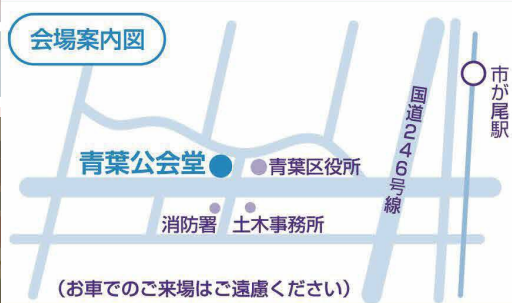 会場案内図
市が尾駅
国道246号線
青葉公会堂
青葉区役所
消防署
土木事務所
(お車でのご来場はご遠慮ください)